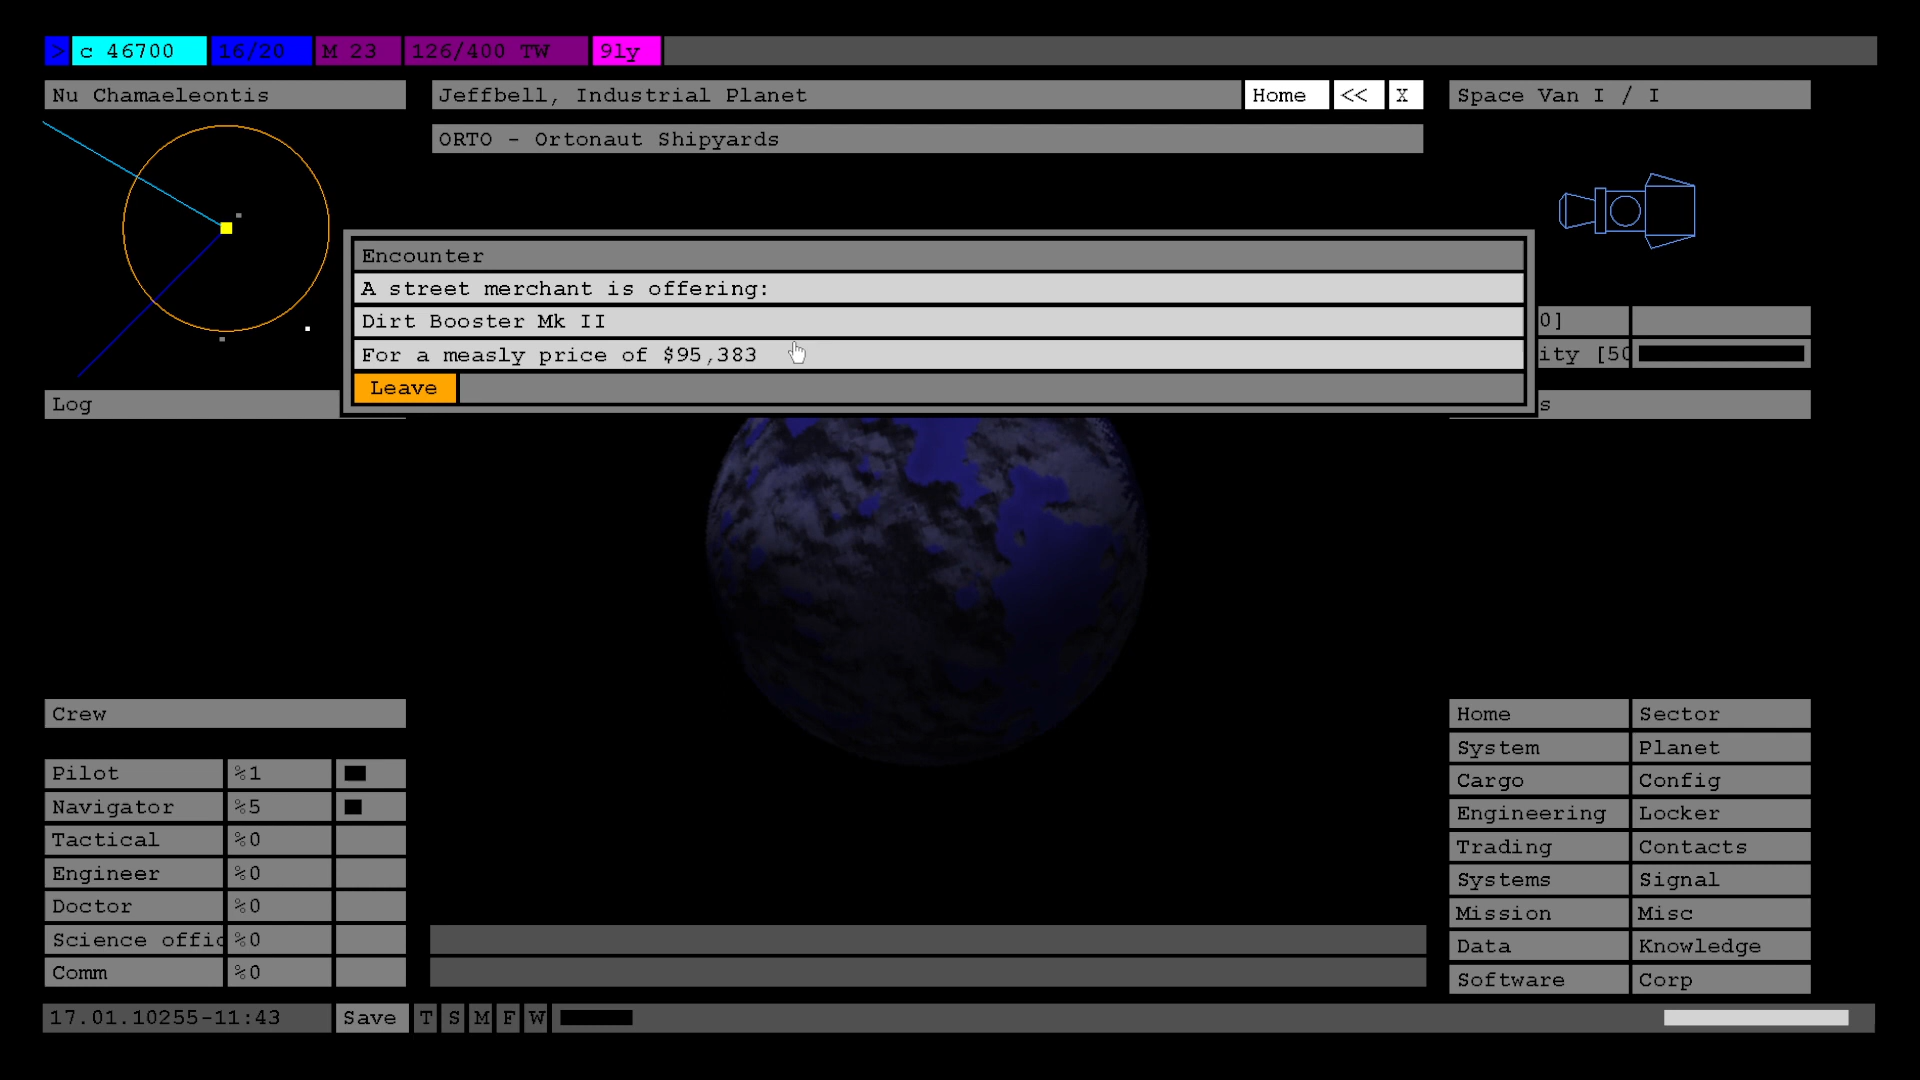 > c 46700 16/20 M 23 126/400 TW 9ly
Nu Chamaeleontis
Jeffbell, Industrial Planet Home << X
Space Van I / I
ORTO - Ortonaut Shipyards
Encounter
A street merchant is offering:
Dirt Booster Mk II
For a measly price of $95,383
Leave
0]
ity [50
Log
s
Crew
Pilot %1
Navigator %5
Tactical %0
Engineer %0
Doctor %0
Science offic %0
Comm %0
Home Sector
System Planet
Cargo Config
Engineering Locker
Trading Contacts
Systems Signal
Mission Misc
Data Knowledge
Software Corp
17.01.10255-11:43 Save T S M F W